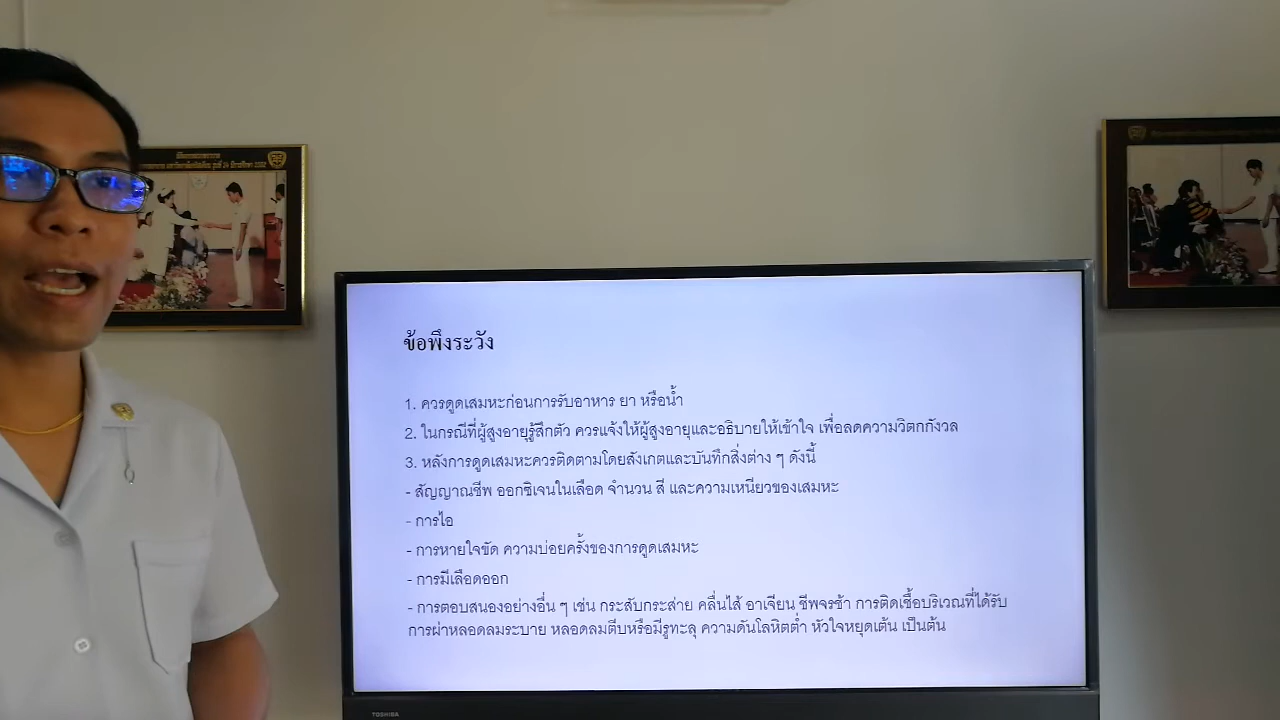 ข้อพึงระวัง
1. ควรดูดเสมหะก่อนการรับอาหาร ยา หรือน้ำ
2. ในกรณีที่ผู้สูงอายุรู้สึกตัว ควรแจ้งให้ผู้สูงอายุและอธิบายให้เข้าใจ เพื่อลดความวิตกกังวล
3. หลังการดูดเสมหะควรติดตามโดยสังเกตและบันทึกสิ่งต่าง ๆ ดังนี้
- สัญญาณชีพ ออกซิเจนในเลือด จำนวน สี และความเหนียวของเสมหะ
- การไอ
- การหายใจขัด ความบ่อยครั้งของการดูดเสมหะ
- การมีเลือดออก
- การตอบสนองอย่างอื่น ๆ เช่น กระสับกระส่าย คลื่นไส้ อาเจียน ชีพจรช้า การติดเชื้อบริเวณที่ได้รับ
การผ่าหลอดลมระบาย หลอดลมตีบหรือมีรูทะลุ ความดันโลหิตต่ำ หัวใจหยุดเต้น เป็นต้น
TOSHIBA